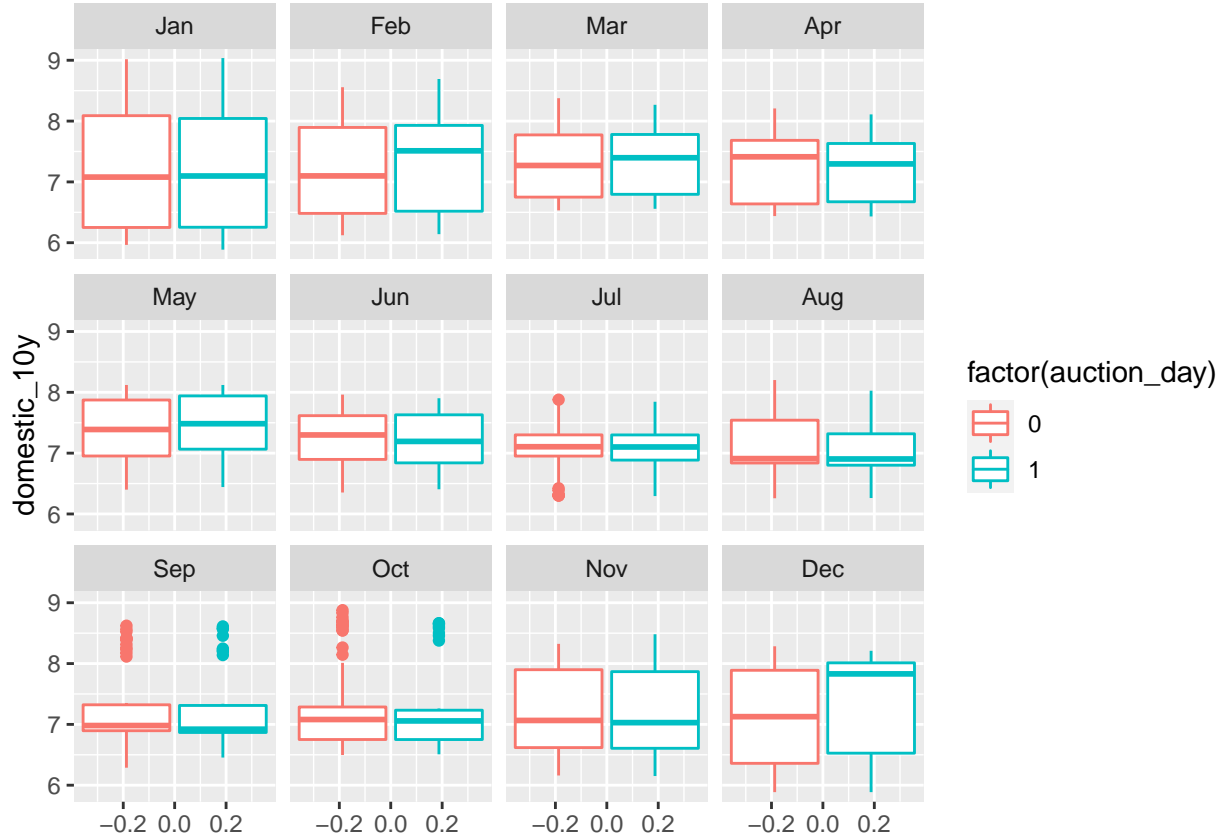 Jan Feb Mar Apr
9
8
7
6
May Jun Jul Aug
9
8
7
6
Sep Oct Nov Dec
9
8
7
6
−0.2 0.0 0.2 −0.2 0.0 0.2 −0.2 0.0 0.2 −0.2 0.0 0.2
domestic_10y
factor(auction_day)
0
1